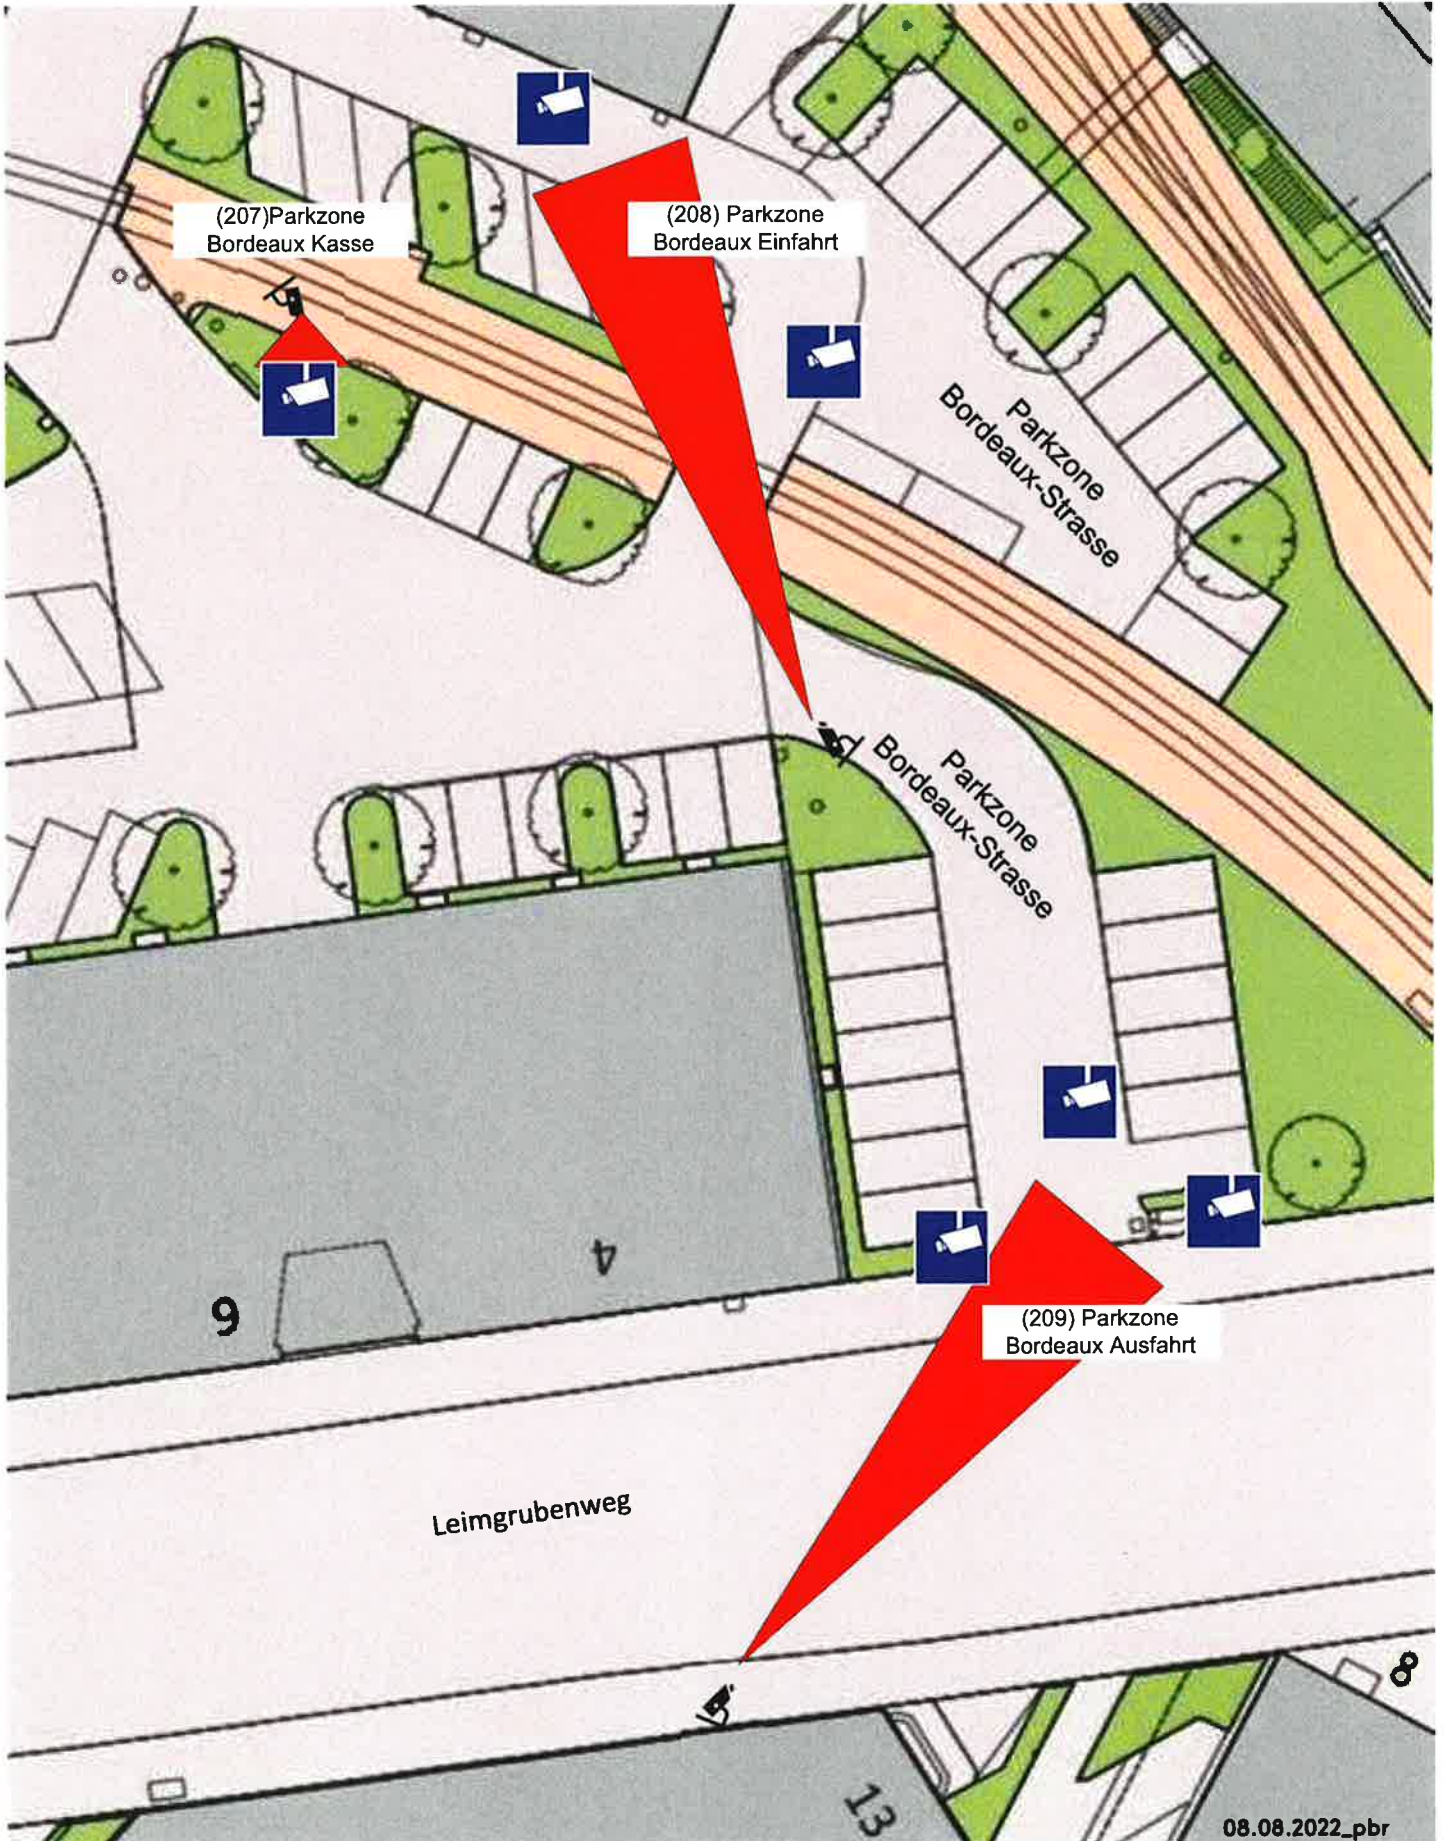 (207)Parkzone
Bordeaux Kasse
(208) Parkzone
Bordeaux Einfahrt
Parkzone
Bordeaux-Strasse
Parkzone
Bordeaux-Strasse
4
9
(209) Parkzone
Bordeaux Ausfahrt
Leimgrubenweg
8
13
08.08.2022_pbr